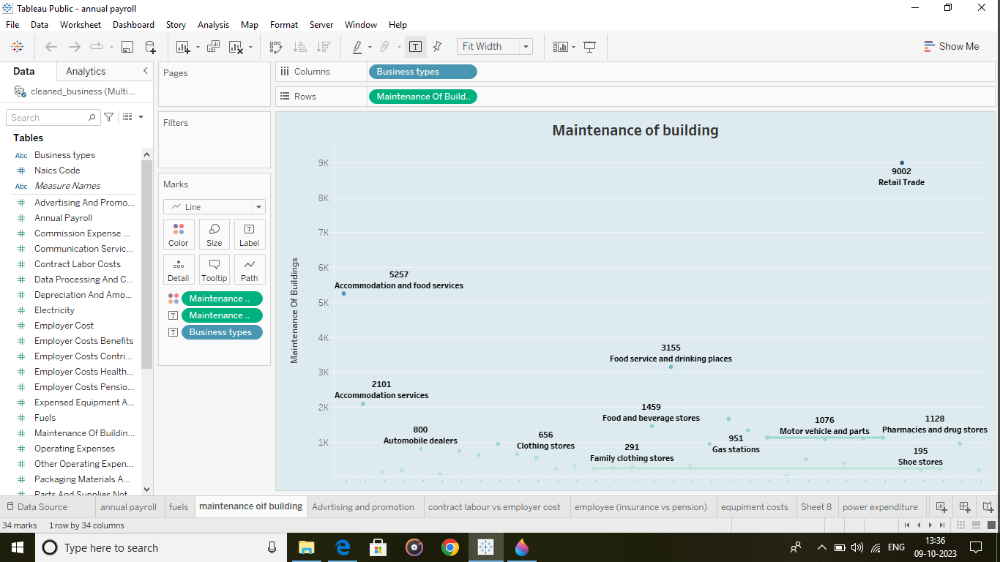 Tableau Public - annual payroll
File Data Worksheet Dashboard Story Analysis Map Format Server Window Help
Fit Width
Show Me
Data Analytics
Pages
Columns Business types
cleaned_business (Multi...
Rows Maintenance Of Build..
Search
Filters
Tables
Abc Business types
# Naics Code
Abc Measure Names
# Advertising And Promo...
# Annual Payroll
# Commission Expense ...
# Communication Servic...
# Contract Labor Costs
# Data Processing And C...
# Depreciation And Amo...
# Electricity
# Employer Cost
# Employer Costs Benefits
# Employer Costs Contri...
# Employer Costs Health...
# Employer Costs Pensio...
# Expensed Equipment A...
# Fuels
# Maintenance Of Buildin...
# Operating Expenses
# Other Operating Expen...
# Packaging Materials A...
# Parts And Supplies Not
Marks
Line
Color Size Label
Detail Tooltip Path
Maintenance ..
Maintenance ..
Business types
Maintenance of building
Maintenance Of Buildings
9K
8K
7K
6K
5K
4K
3K
2K
1K
9002
Retail Trade
5257
Accommodation and food services
3155
Food service and drinking places
2101
Accommodation services
1459
Food and beverage stores
1076
Motor vehicle and parts
1128
Pharmacies and drug stores
800
Automobile dealers
656
Clothing stores
951
Gas stations
291
Family clothing stores
195
Shoe stores
Data Source annual payroll fuels maintenance oif building Advrtising and promotion contract labour vs employer cost employee (insurance vs pension) equpiment costs Sheet 8 power expenditure
34 marks 1 row by 34 columns
Type here to search
ENG
13:36
09-10-2023